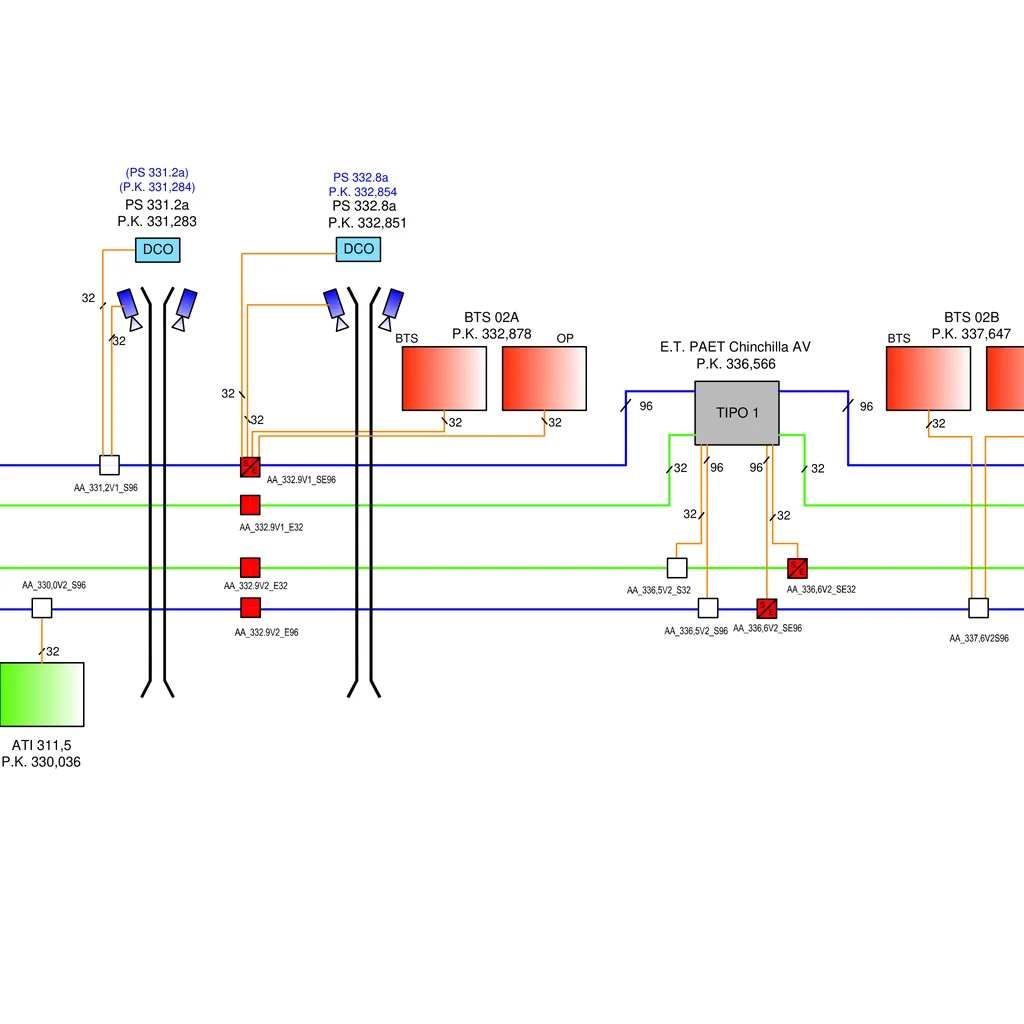 (PS 331.2a)
(P.K. 331,284)
PS 331.2a
P.K. 331,283
DCO
32
32
PS 332.8a
P.K. 332,854
PS 332.8a
P.K. 332,851
DCO
32
32
BTS 02A
P.K. 332,878
BTS
OP
32
32
E.T. PAET Chinchilla AV
P.K. 336,566
TIPO 1
96
96
32
96
96
32
32
32
BTS 02B
P.K. 337,647
BTS
32
AA_331,2V1_S96
S
E
AA_332.9V1_SE96
AA_332.9V1_E32
AA_332.9V2_E32
AA_332.9V2_E96
AA_330,0V2_S96
32
ATI 311,5
P.K. 330,036
AA_336,5V2_S32
S
E
AA_336,6V2_SE32
AA_336,5V2_S96
S
E
AA_336,6V2_SE96
AA_337,6V2S96